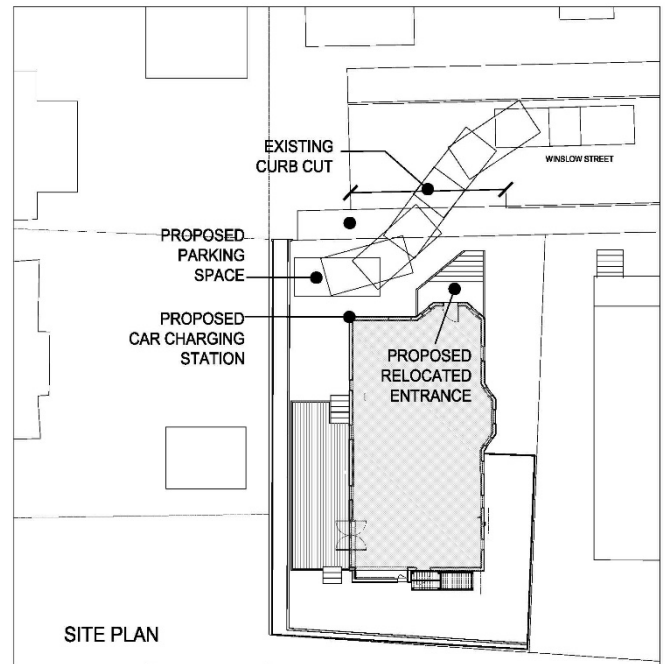 EXISTING
CURB CUT
WINSLOW STREET
PROPOSED
PARKING
SPACE
PROPOSED
CAR CHARGING
STATION
PROPOSED
RELOCATED
ENTRANCE
SITE PLAN